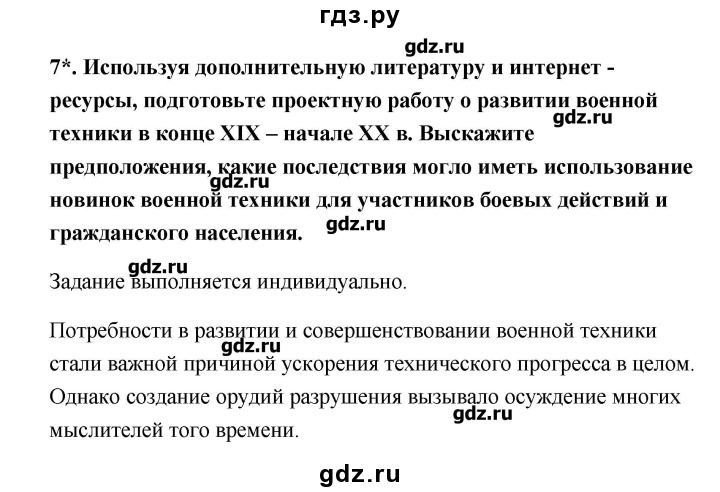 гдз.ру
gdz.ru
7*. Используя дополнительную литературу и интернет -
ресурсы, подготовьте проектную работу о развитии военной
gdz.ru
техники в конце XIX – начале XX в. Выскажите
предположения, какие последствия могло иметь использование
gdz.ru
новинок военной техники для участников боевых действий и
gdz.ru
гражданского населения.
gdz.ru
Задание выполняется индивидуально.
Потребности в развитии и совершенствовании военной техники
gdz.ru
стали важной причиной ускорения технического прогресса в целом.
Однако создание орудий разрушения вызывало осуждение многих
gdz.ru
мыслителей того времени.
gdz.ru